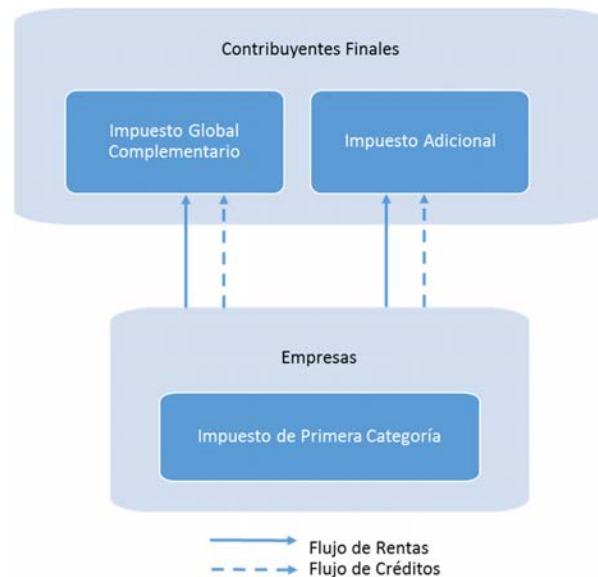 Contribuyentes Finales
Impuesto Global
Complementario
Impuesto Adicional
Empresas
Impuesto de Primera Categoría
Flujo de Rentas
Flujo de Créditos